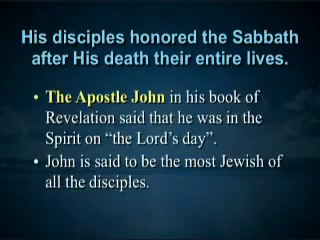 His disciples honored the Sabbath
after His death their entire lives.
• The Apostle John in his book of
Revelation said that he was in the
Spirit on “the Lord’s day”.
• John is said to be the most Jewish of
all the disciples.